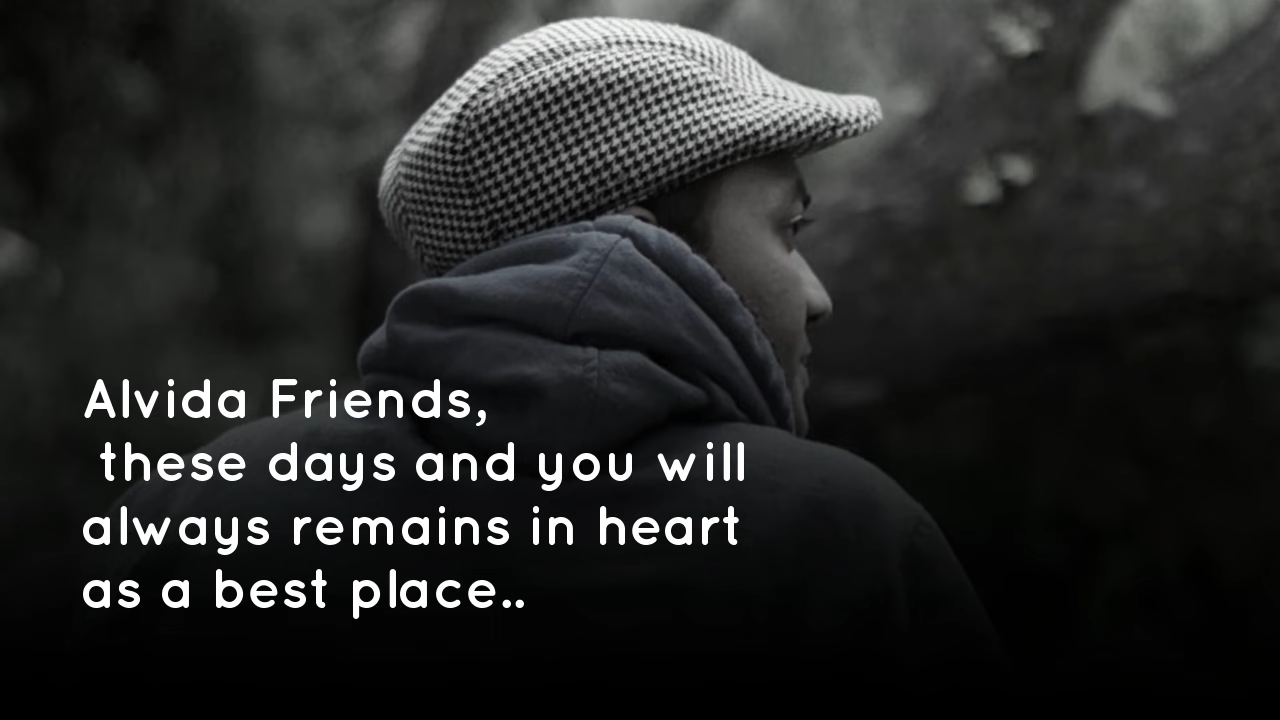 Alvida Friends,
these days and you will
always remains in heart
as a best place..